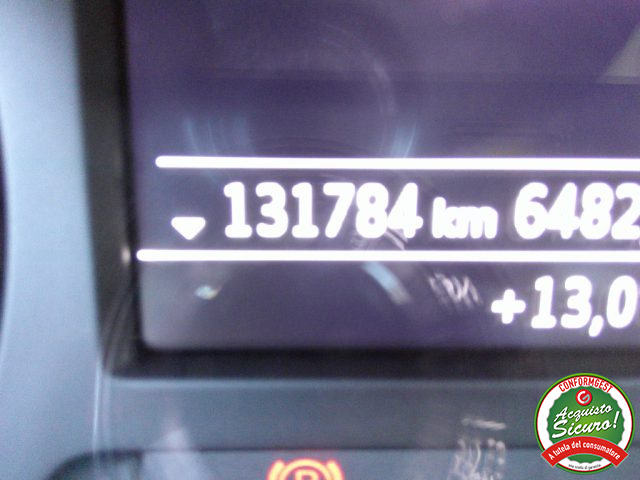 131784 km 6482
+13,0
CONFORMGEST
Acquisto
Sicuro!
A tutela del consumatore
P